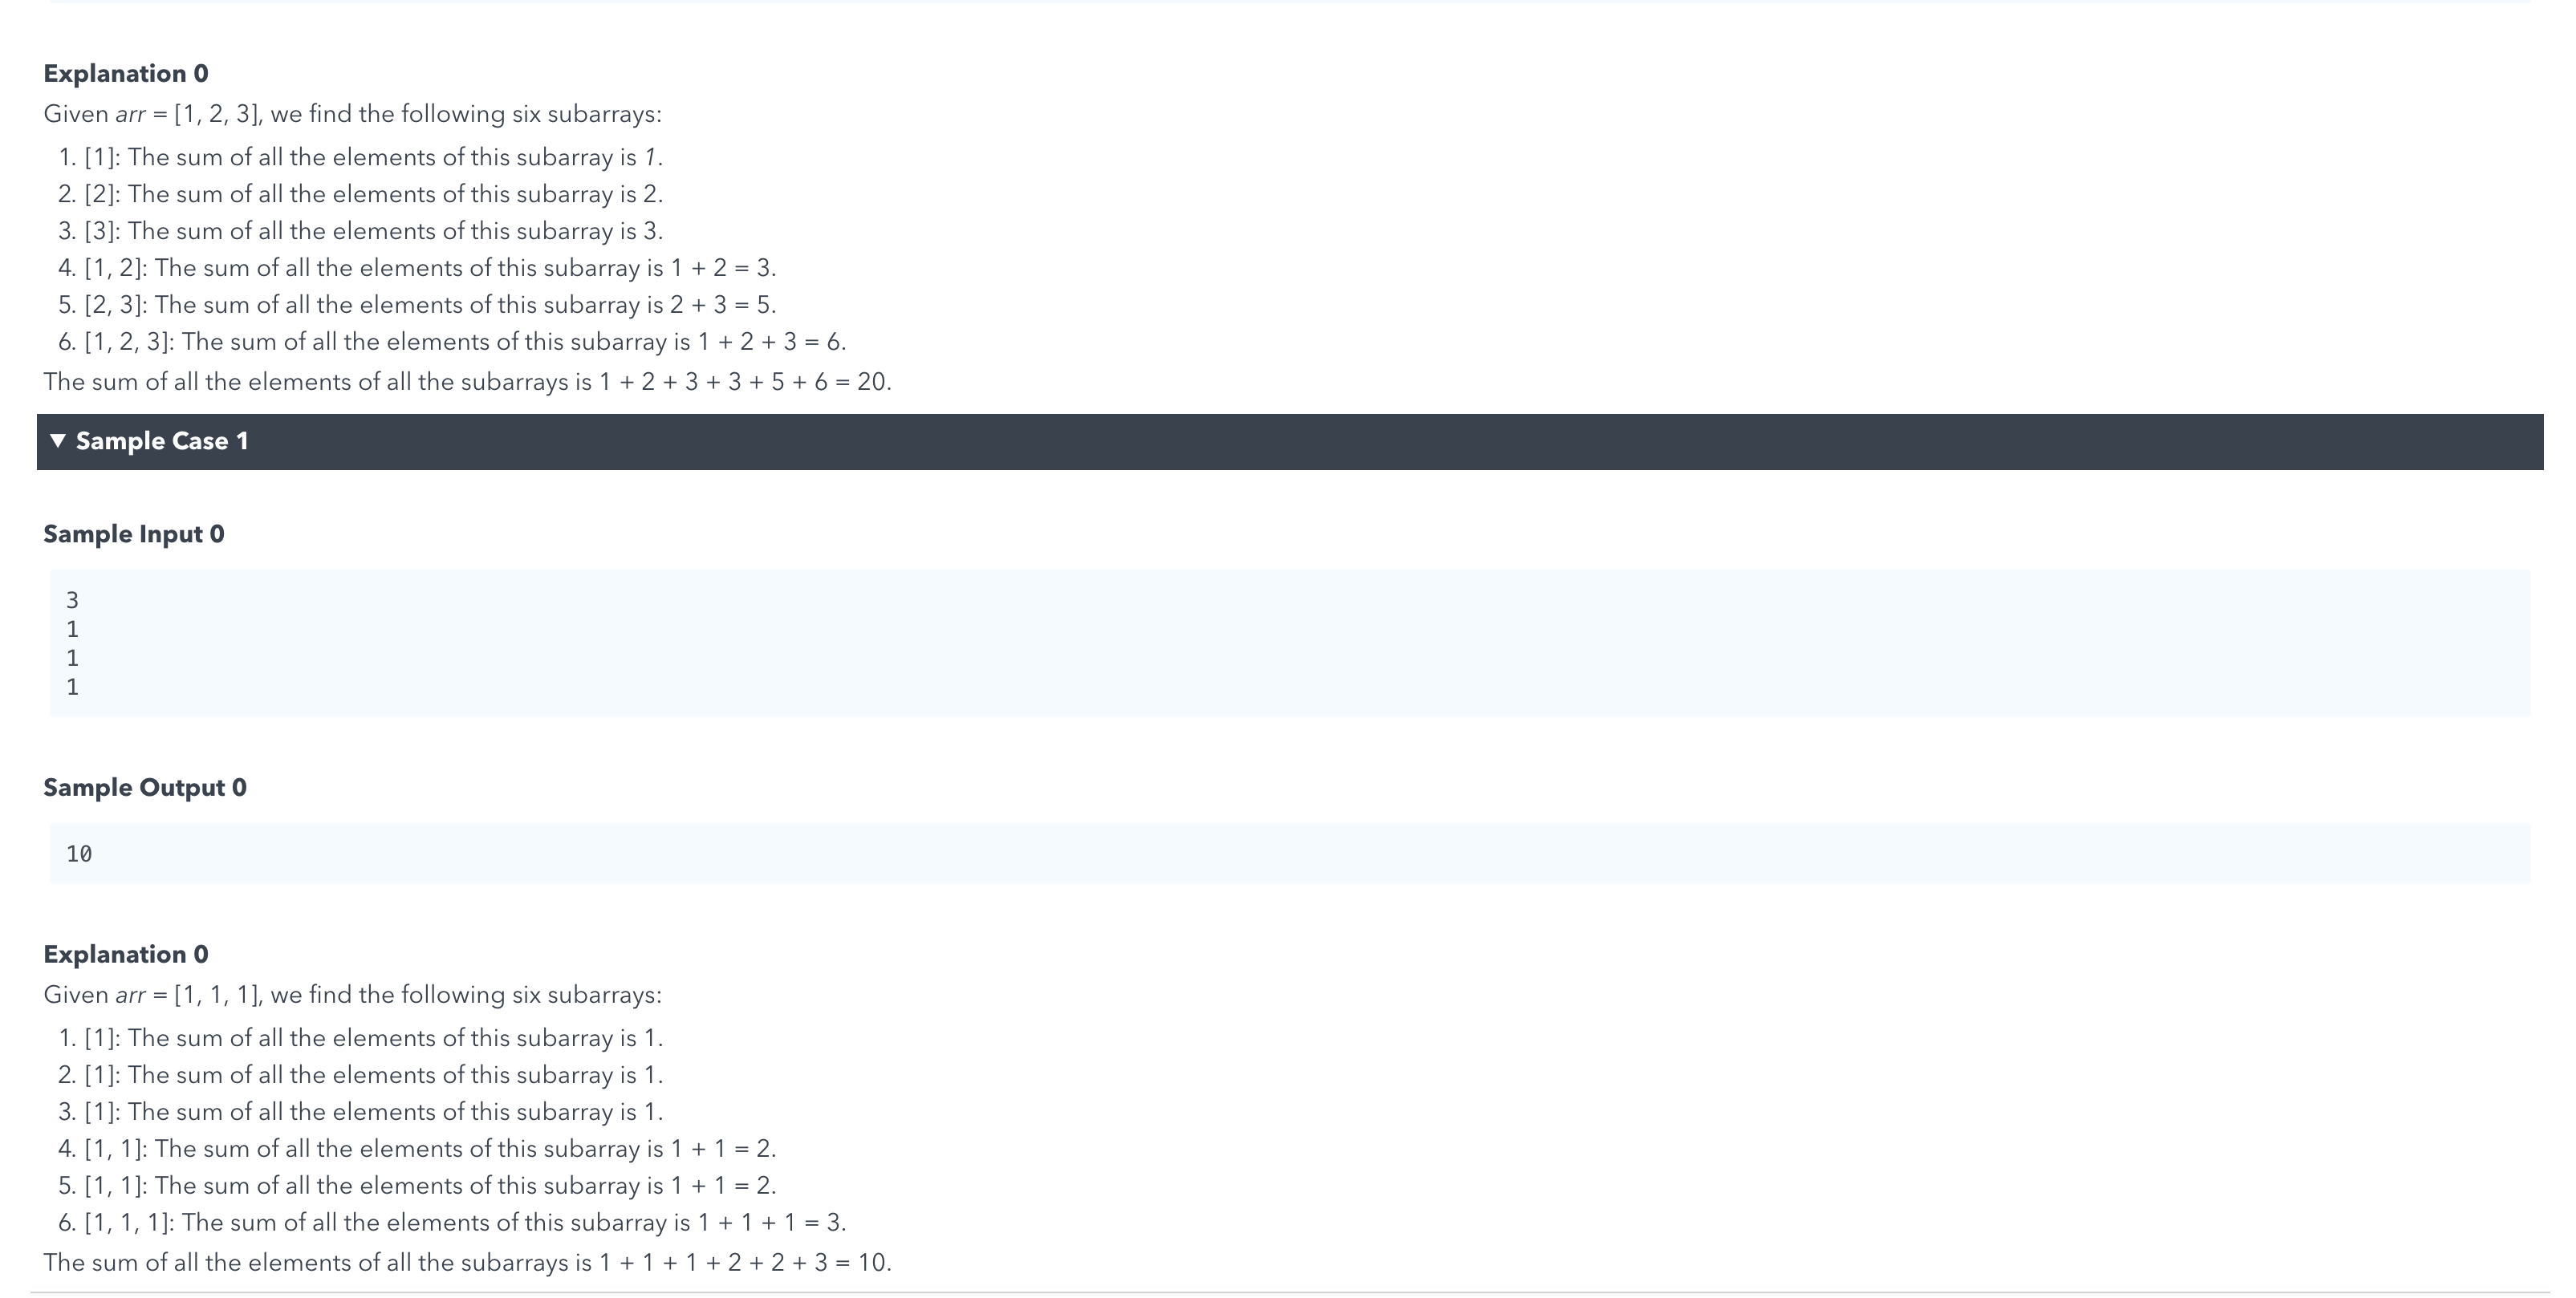 Explanation 0
Given arr = [1, 2, 3], we find the following six subarrays:
1. [1]: The sum of all the elements of this subarray is 1.
2. [2]: The sum of all the elements of this subarray is 2.
3. [3]: The sum of all the elements of this subarray is 3.
4. [1, 2]: The sum of all the elements of this subarray is 1 + 2 = 3.
5. [2, 3]: The sum of all the elements of this subarray is 2 + 3 = 5.
6. [1, 2, 3]: The sum of all the elements of this subarray is 1 + 2 + 3 = 6.
The sum of all the elements of all the subarrays is 1 + 2 + 3 + 3 + 5 + 6 = 20.
▼ Sample Case 1
Sample Input 0
3
1
1
1
Sample Output 0
10
Explanation 0
Given arr = [1, 1, 1], we find the following six subarrays:
1. [1]: The sum of all the elements of this subarray is 1.
2. [1]: The sum of all the elements of this subarray is 1.
3. [1]: The sum of all the elements of this subarray is 1.
4. [1, 1]: The sum of all the elements of this subarray is 1 + 1 = 2.
5. [1, 1]: The sum of all the elements of this subarray is 1 + 1 = 2.
6. [1, 1, 1]: The sum of all the elements of this subarray is 1 + 1 + 1 = 3.
The sum of all the elements of all the subarrays is 1 + 1 + 1 + 2 + 2 + 3 = 10.